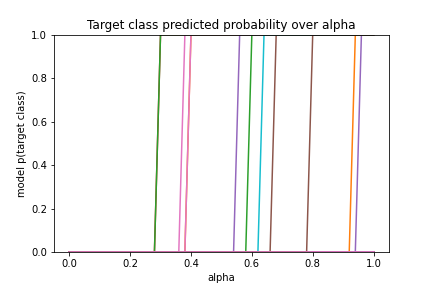 Target class predicted probability over alpha
1.0
0.8
0.6
0.4
0.2
0.0
model p(target class)
0.0 0.2 0.4 0.6 0.8 1.0
alpha